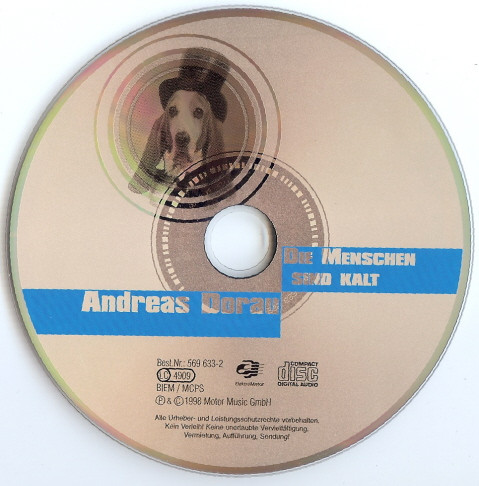 Die Menschen
sind kalt
Andreas Dorau
Best.Nr.: 569 633-2
LC 4909
BIEM / MCPS
Ⓟ & Ⓒ 1998 Motor Music GmbH
ElektroMotor
COMPACT
disc
DIGITAL AUDIO
Alle Urheber- und Leistungsschutzrechte vorbehalten.
Kein Verleih! Keine unerlaubte Vervielfältigung,
Vermietung, Aufführung, Sendung!